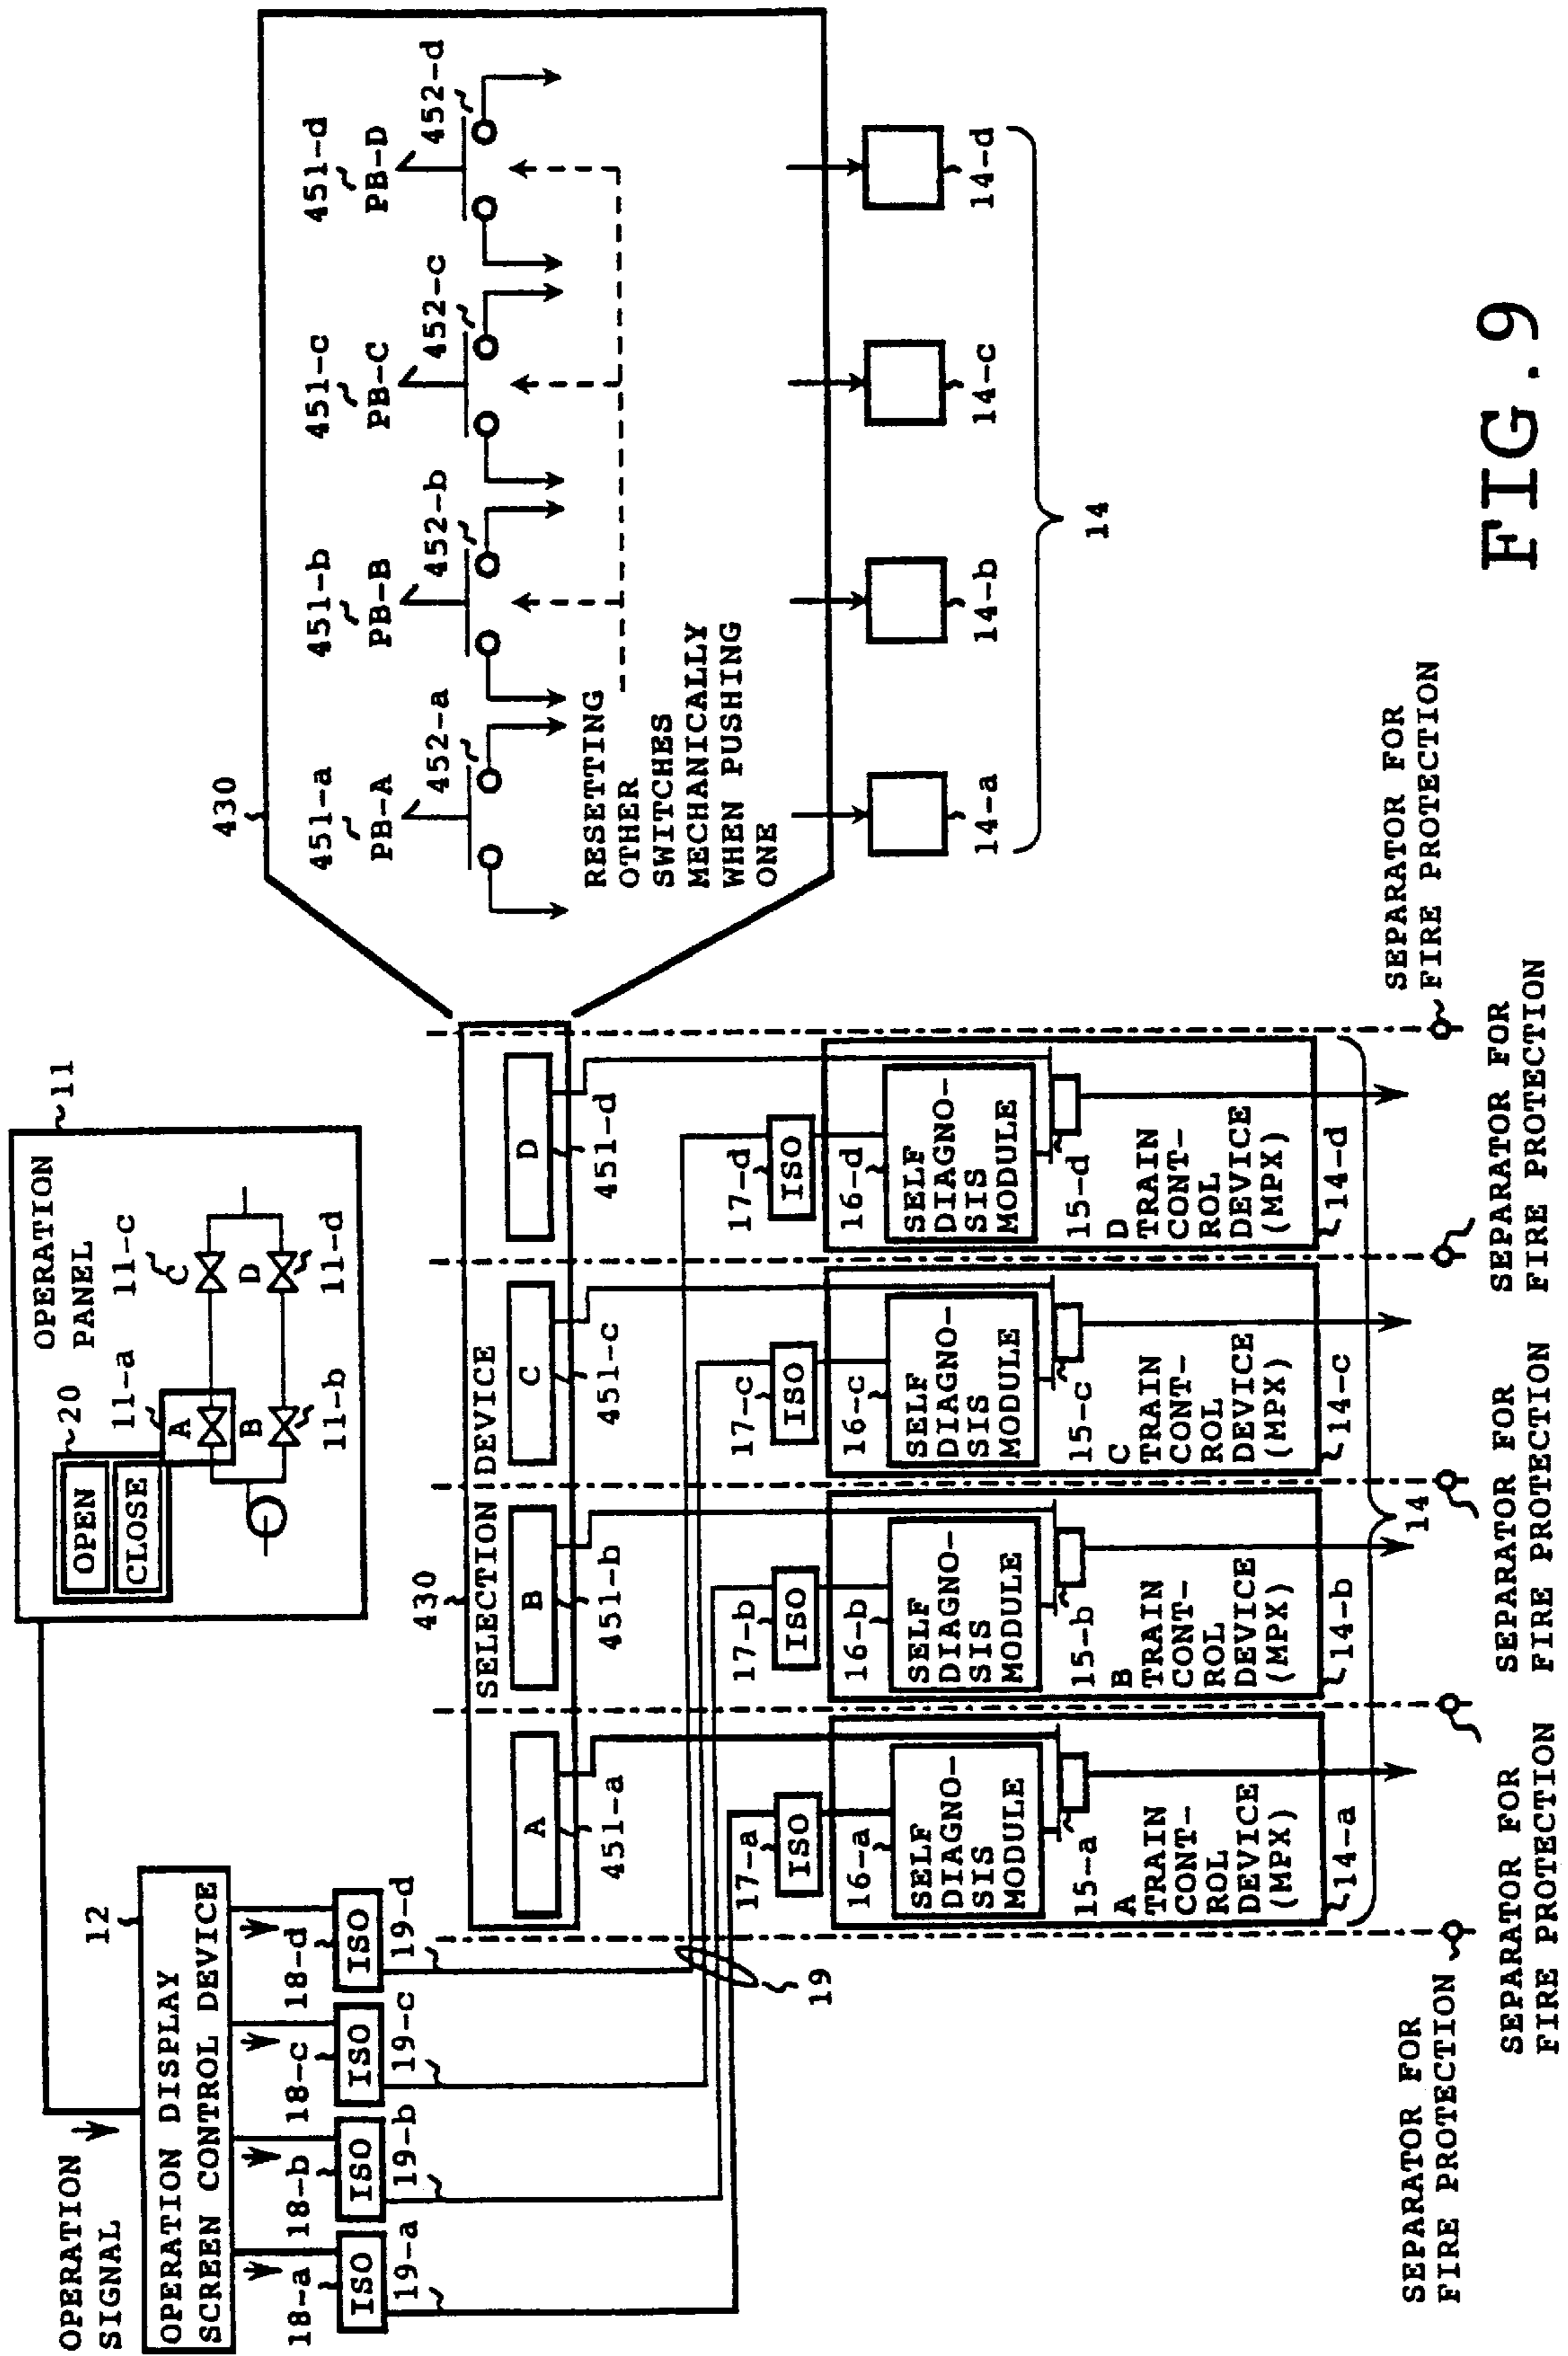 OPERATION
SIGNAL
12
OPERATION DISPLAY
SCREEN CONTROL DEVICE
18-a
18-b
18-c
18-d
ISO
ISO
ISO
ISO
19-a
19-b
19-c
19-d
19
11
OPERATION
PANEL
20
OPEN
CLOSE
11-a
11-c
A
C
B
D
11-b
11-d
430
SELECTION DEVICE
A
B
C
D
451-a
451-b
451-c
451-d
17-a
ISO
17-b
ISO
17-c
ISO
17-d
ISO
16-a
SELF
DIAGNO-
SIS
MODULE
15-a
A
TRAIN
CONT-
ROL
DEVICE
(MPX)
14-a
16-b
SELF
DIAGNO-
SIS
MODULE
15-b
B
TRAIN
CONT-
ROL
DEVICE
(MPX)
14-b
16-c
SELF
DIAGNO-
SIS
MODULE
15-c
C
TRAIN
CONT-
ROL
DEVICE
(MPX)
14-c
16-d
SELF
DIAGNO-
SIS
MODULE
15-d
D
TRAIN
CONT-
ROL
DEVICE
(MPX)
14-d
14
SEPARATOR FOR
FIRE PROTECTION
SEPARATOR FOR
FIRE PROTECTION
SEPARATOR FOR
FIRE PROTECTION
SEPARATOR FOR
FIRE PROTECTION
SEPARATOR FOR
FIRE PROTECTION
430
451-a
PB-A
452-a
451-b
PB-B
452-b
451-c
PB-C
452-c
451-d
PB-D
452-d
RESETTING
OTHER
SWITCHES
MECHANICALLY
WHEN PUSHING
ONE
14-a
14-b
14-c
14-d
14
FIG. 9